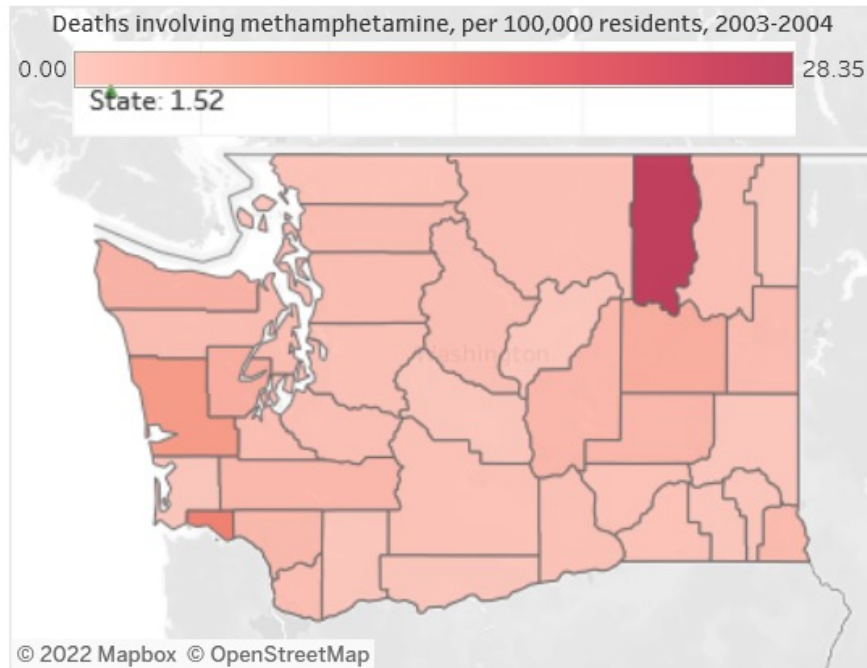 Deaths involving methamphetamine, per 100,000 residents, 2003-2004
0.00 28.35
State: 1.52
Washington
© 2022 Mapbox © OpenStreetMap